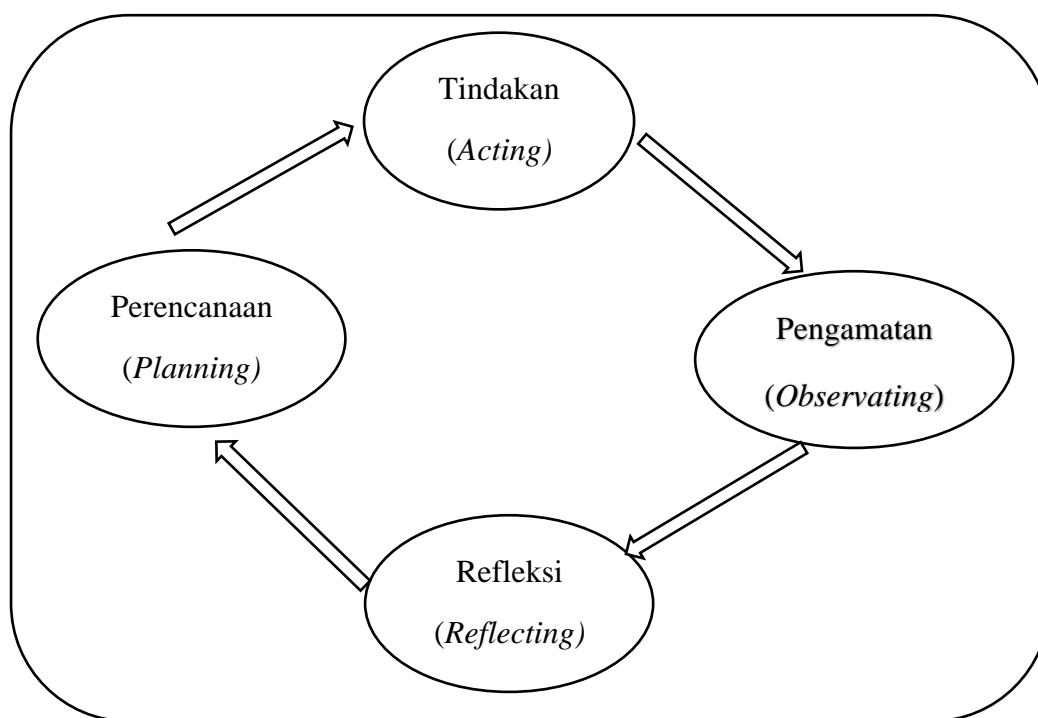 Tindakan
(Acting)
Perencanaan
(Planning)
Pengamatan
(Observating)
Refleksi
(Reflecting)